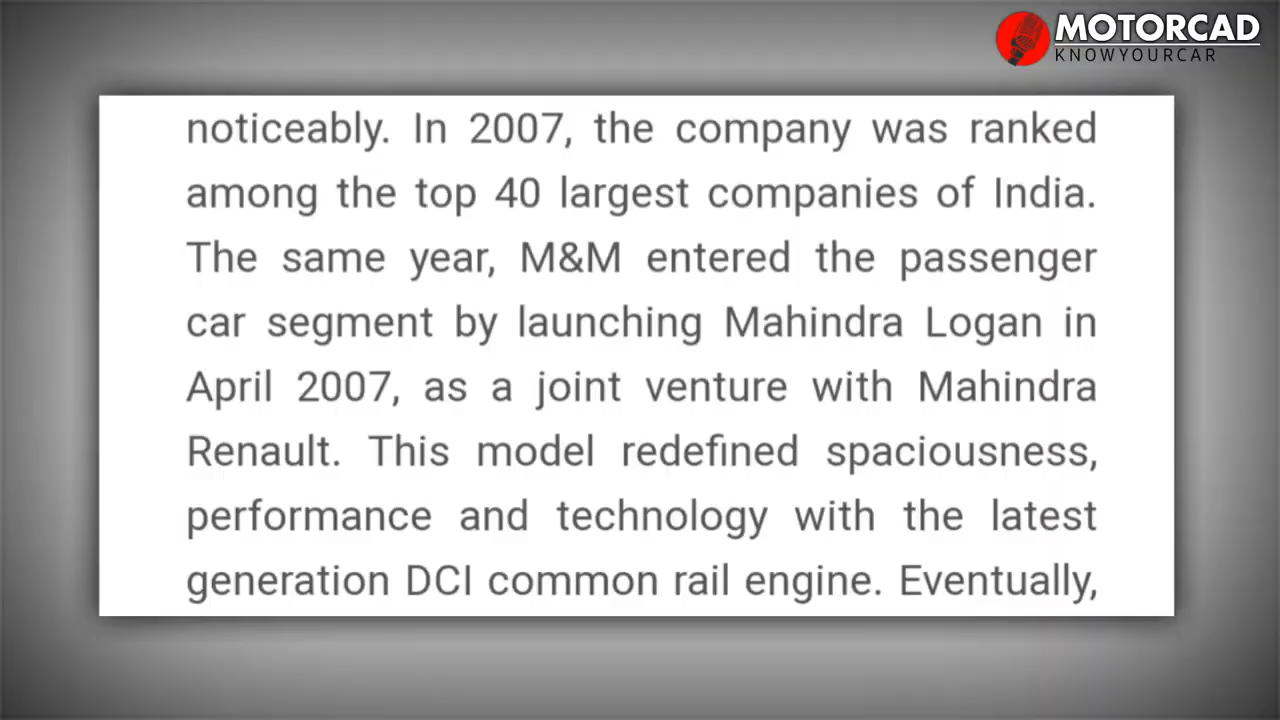 MOTORCAD
KNOWYOURCAR
noticeably. In 2007, the company was ranked
among the top 40 largest companies of India.
The same year, M&M entered the passenger
car segment by launching Mahindra Logan in
April 2007, as a joint venture with Mahindra
Renault. This model redefined spaciousness,
performance and technology with the latest
generation DCI common rail engine. Eventually,